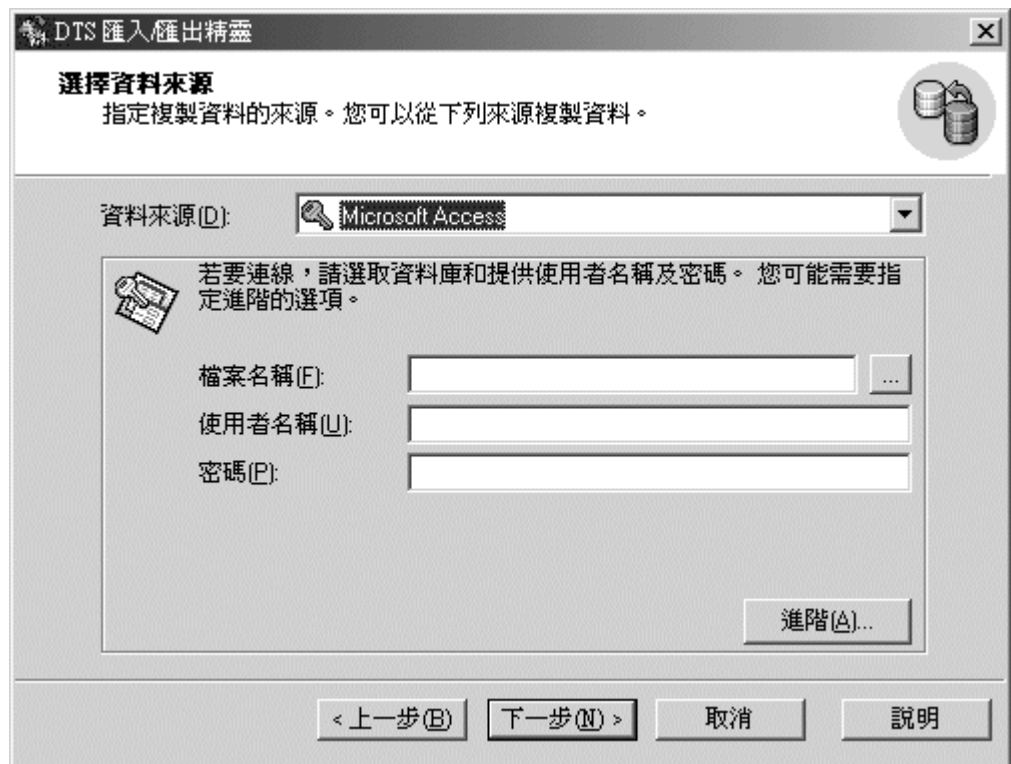 DTS 匯入/匯出精靈
選擇資料來源
指定複製資料的來源。您可以從下列來源複製資料。
資料來源(D):
Microsoft Access
若要連線，請選取資料庫和提供使用者名稱及密碼。 您可能需要指
定進階的選項。
檔案名稱(F):
...
使用者名稱(U):
密碼(P):
進階(A)...
< 上一步(B)
下一步(N) >
取消
說明